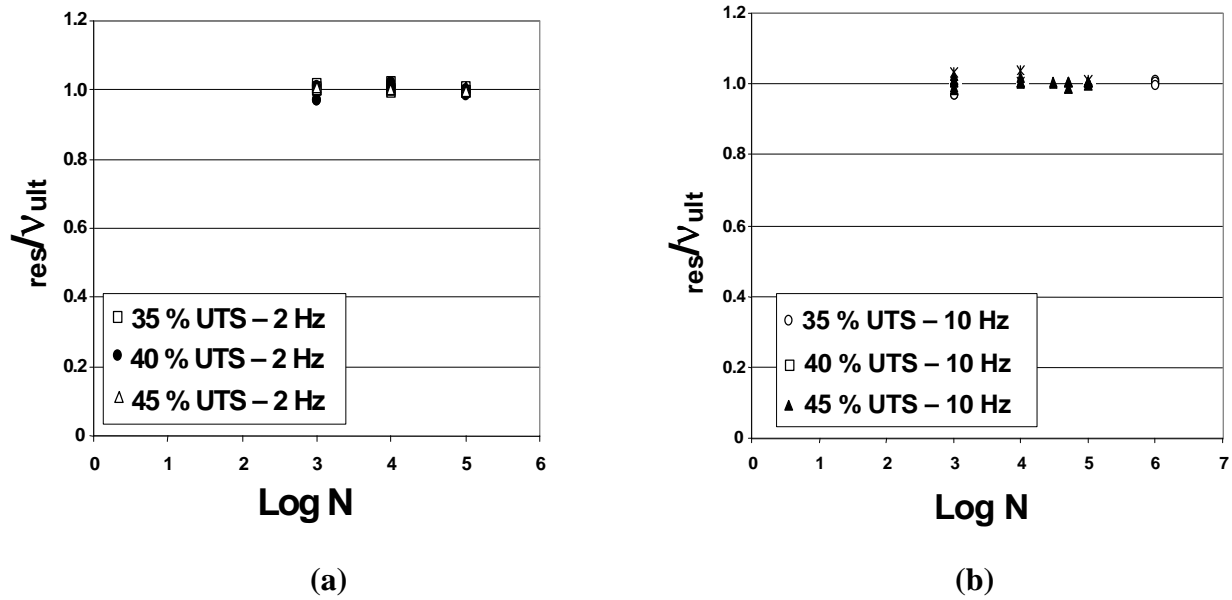 1.2
1.0
0.8
0.6
0.4
0.2
0
res/νult
35 % UTS – 2 Hz
40 % UTS – 2 Hz
45 % UTS – 2 Hz
0 1 2 3 4 5 6
Log N
(a)
1.2
1.0
0.8
0.6
0.4
0.2
0
res/νult
35 % UTS – 10 Hz
40 % UTS – 10 Hz
45 % UTS – 10 Hz
0 1 2 3 4 5 6 7
Log N
(b)